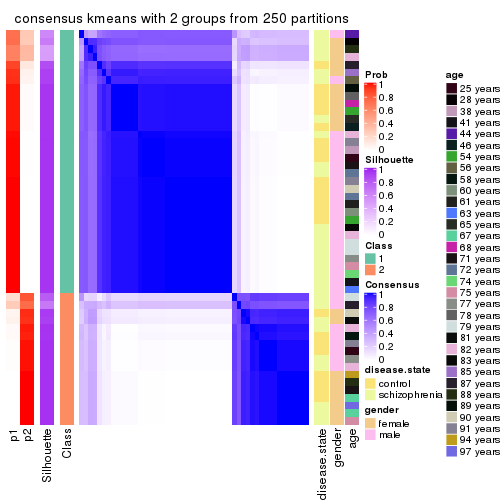 consensus kmeans with 2 groups from 250 partitions
Prob
1
0.8
0.6
0.4
0.2
0
Silhouette
1
0.8
0.6
0.4
0.2
0
Class
1
2
Consensus
1
0.8
0.6
0.4
0.2
0
disease.state
control
schizophrenia
gender
female
male
age
25 years
28 years
38 years
41 years
44 years
46 years
54 years
56 years
58 years
60 years
61 years
63 years
65 years
67 years
68 years
71 years
72 years
74 years
75 years
77 years
78 years
79 years
81 years
82 years
83 years
85 years
87 years
88 years
89 years
90 years
91 years
94 years
97 years
p1
p2
Silhouette
Class
disease.state
gender
age